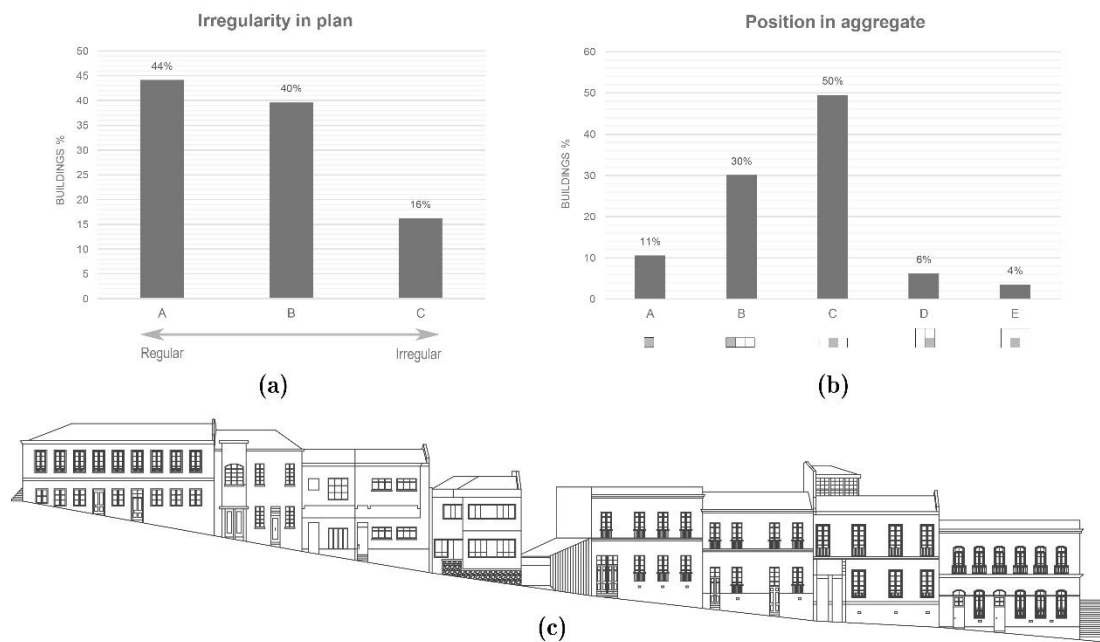 Irregularity in plan
BUILDINGS %
50
45
40
35
30
25
20
15
10
5
0
44%
40%
16%
A B C
Regular Irregular
(a)
Position in aggregate
BUILDINGS %
60
50
40
30
20
10
0
11%
30%
50%
6%
4%
A B C D E
(b)
(c)